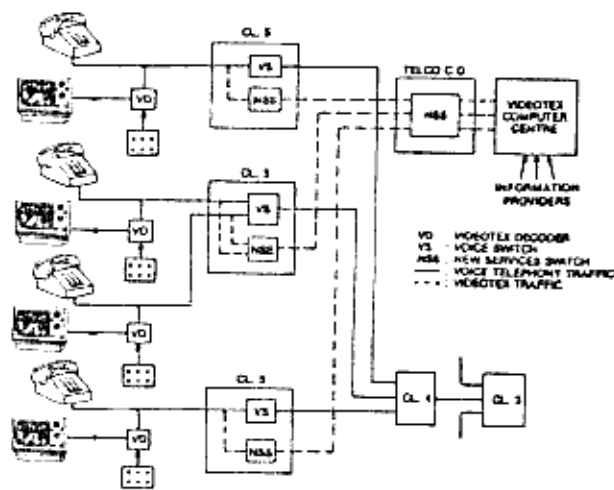 CL. 5
VS
NSS
VD
TELCO C O
NSS
VIDEOTEX
COMPUTER
CENTRE
INFORMATION
PROVIDERS
CL. 5
VS
NSS
VD
VD : VIDEOTEX DECODER
VS : VOICE SWITCH
NSS : NEW SERVICES SWITCH
: VOICE TELEPHONY TRAFFIC
: VIDEOTEX TRAFFIC
VD
CL. 5
VS
NSS
VD
CL. 4
CL. 3